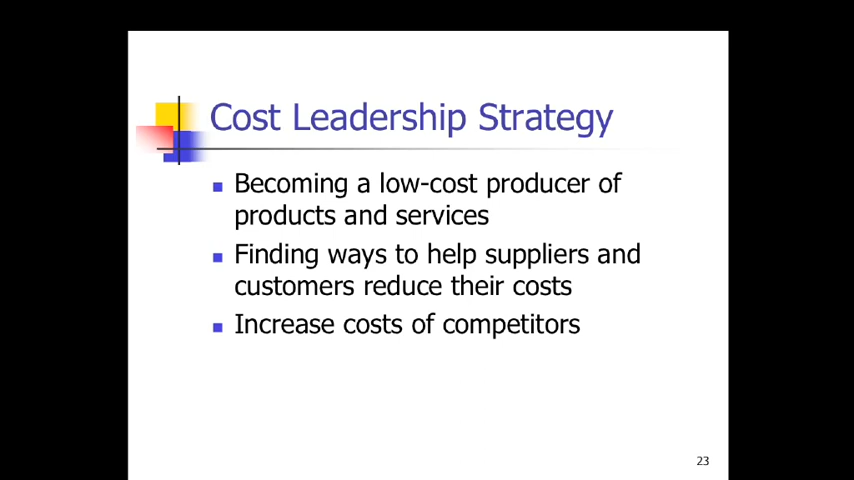 Cost Leadership Strategy
Becoming a low-cost producer of
products and services
Finding ways to help suppliers and
customers reduce their costs
Increase costs of competitors
23